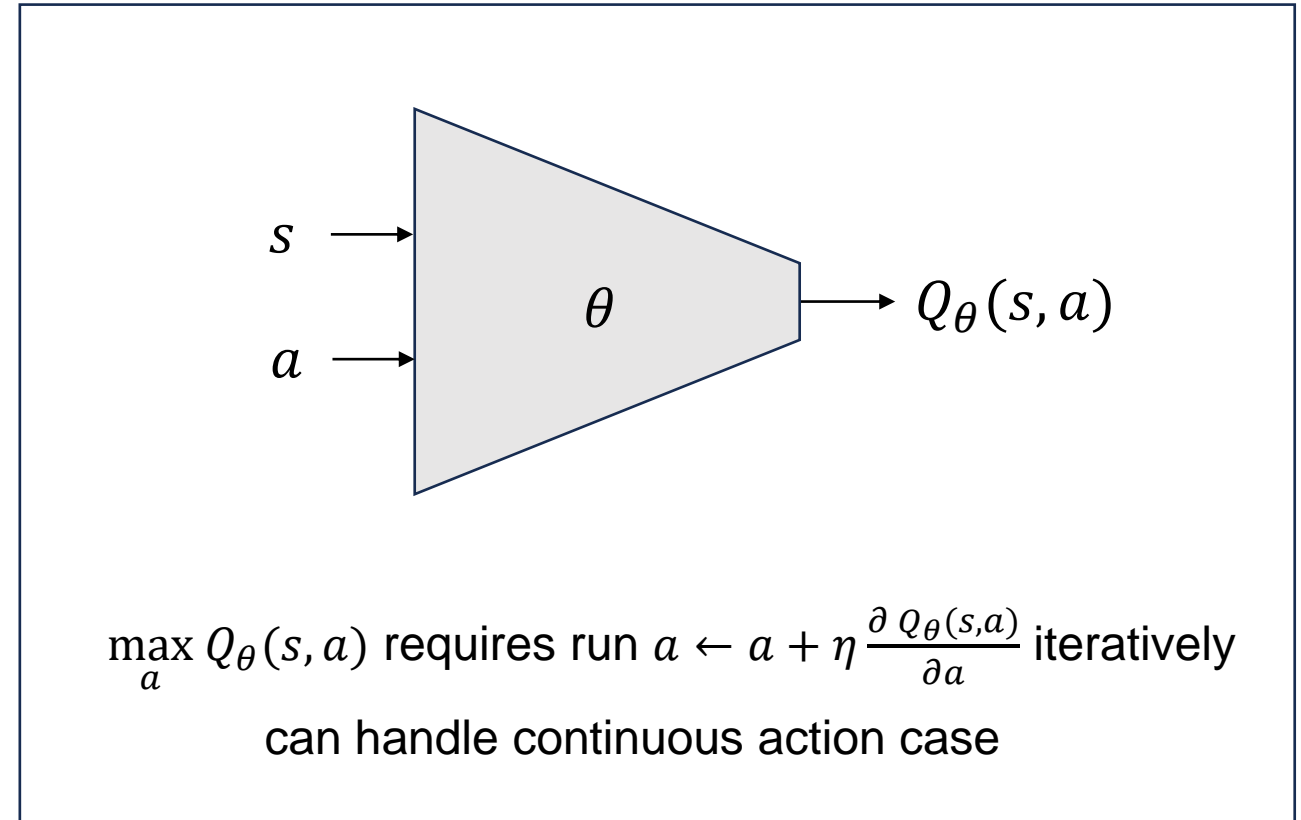 s
θ
Q_θ(s, a)
a
max_a Q_θ(s, a) requires run a ← a + η ∂ Q_θ(s,a)/∂a iteratively
can handle continuous action case